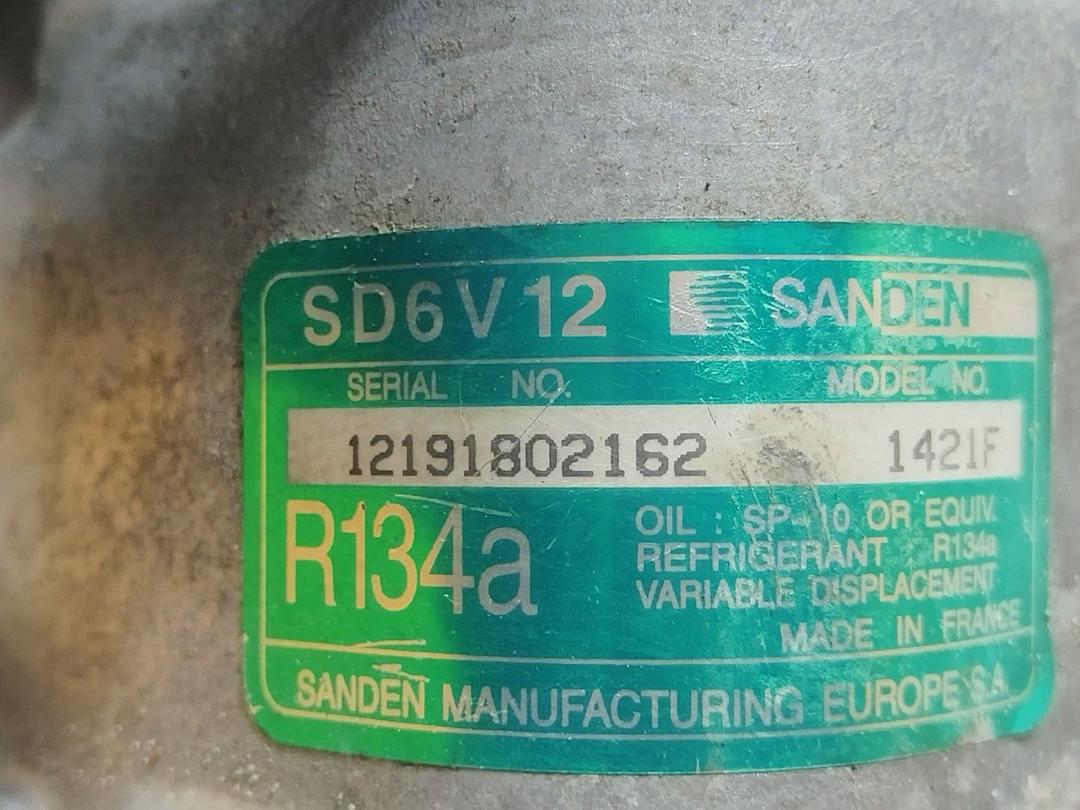 SD6V12 SANDEN
SERIAL NO. MODEL NO.
12191802162 1421F
R134a
OIL : SP-10 OR EQUIV.
REFRIGERANT : R134a
VARIABLE DISPLACEMENT
MADE IN FRANCE
SANDEN MANUFACTURING EUROPE S.A.